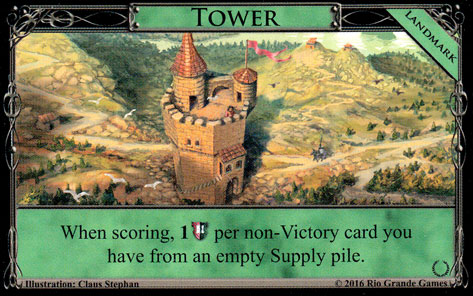 TOWER
LANDMARK
When scoring, 1 per non-Victory card you
have from an empty Supply pile.
Illustration: Claus Stephan
© 2016 Rio Grande Games